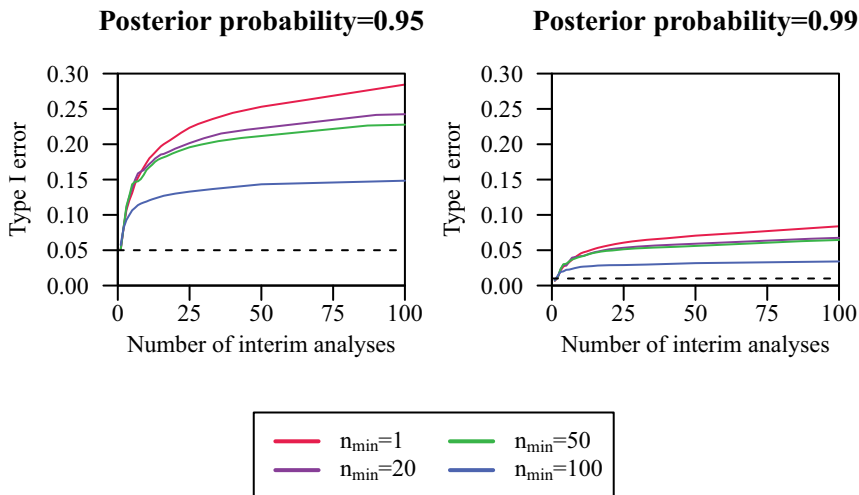 Posterior probability=0.95
Posterior probability=0.99
Type I error
0.30
0.25
0.20
0.15
0.10
0.05
0.00
0 25 50 75 100
Number of interim analyses
Type I error
0.30
0.25
0.20
0.15
0.10
0.05
0.00
0 25 50 75 100
Number of interim analyses
nmin=1 nmin=50
nmin=20 nmin=100